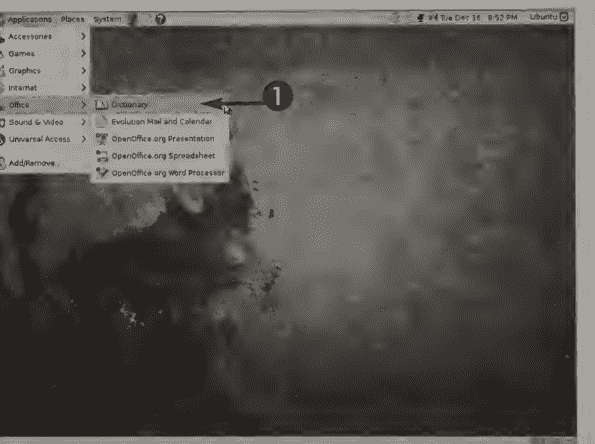 Applications Places System Tue Dec 16, 8:52 PM Ubuntu
Accessories
Games
Graphics
Internet
Office
Sound & Video
Universal Access
Add/Remove...
Dictionary
Evolution Mail and Calendar
OpenOffice.org Presentation
OpenOffice.org Spreadsheet
OpenOffice.org Word Processor
1